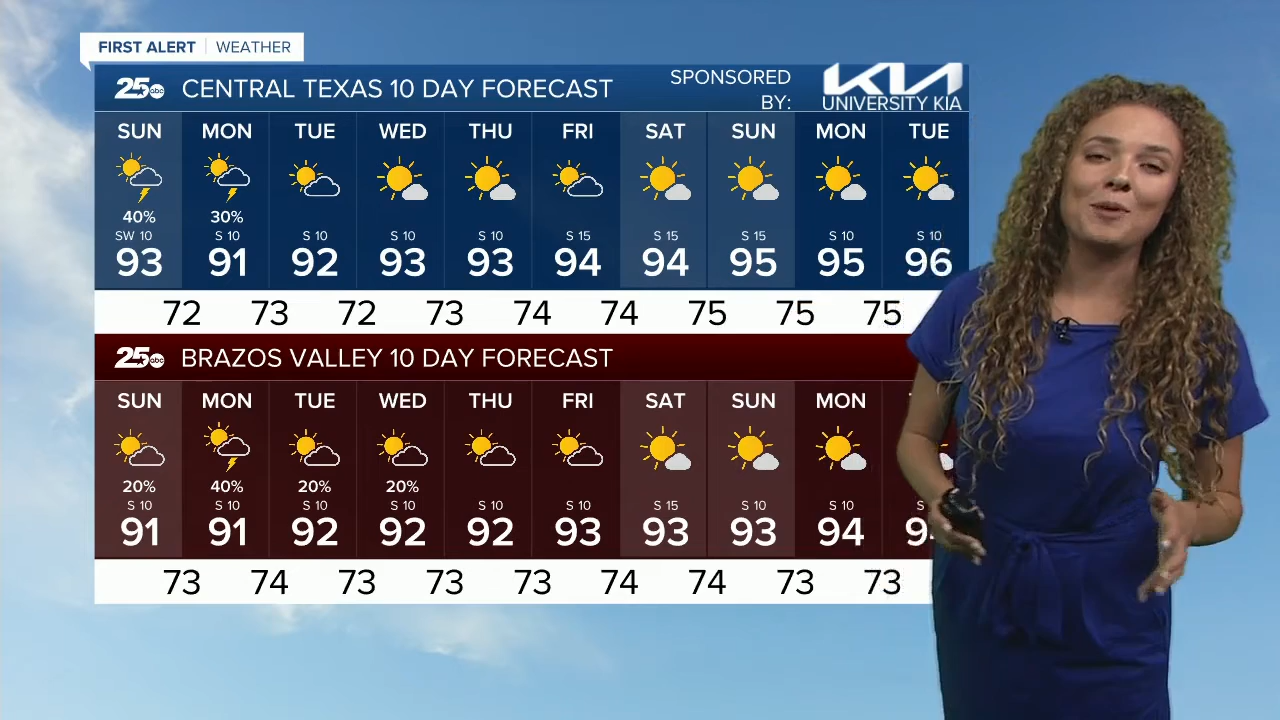 FIRST ALERT | WEATHER
25 abc CENTRAL TEXAS 10 DAY FORECAST
SPONSORED BY:
KIA
UNIVERSITY KIA
SUN MON TUE WED THU FRI SAT SUN MON TUE
40% 30%
SW 10 S 10 S 10 S 10 S 10 S 15 S 15 S 15 S 10 S 10
93 91 92 93 93 94 94 95 95 96
72 73 72 73 74 74 75 75 75
25 abc BRAZOS VALLEY 10 DAY FORECAST
SUN MON TUE WED THU FRI SAT SUN MON
20% 40% 20% 20%
S 10 S 10 S 10 S 10 S 10 S 10 S 15 S 10 S 10 S
91 91 92 92 92 93 93 93 94
73 74 73 73 73 74 74 73 73